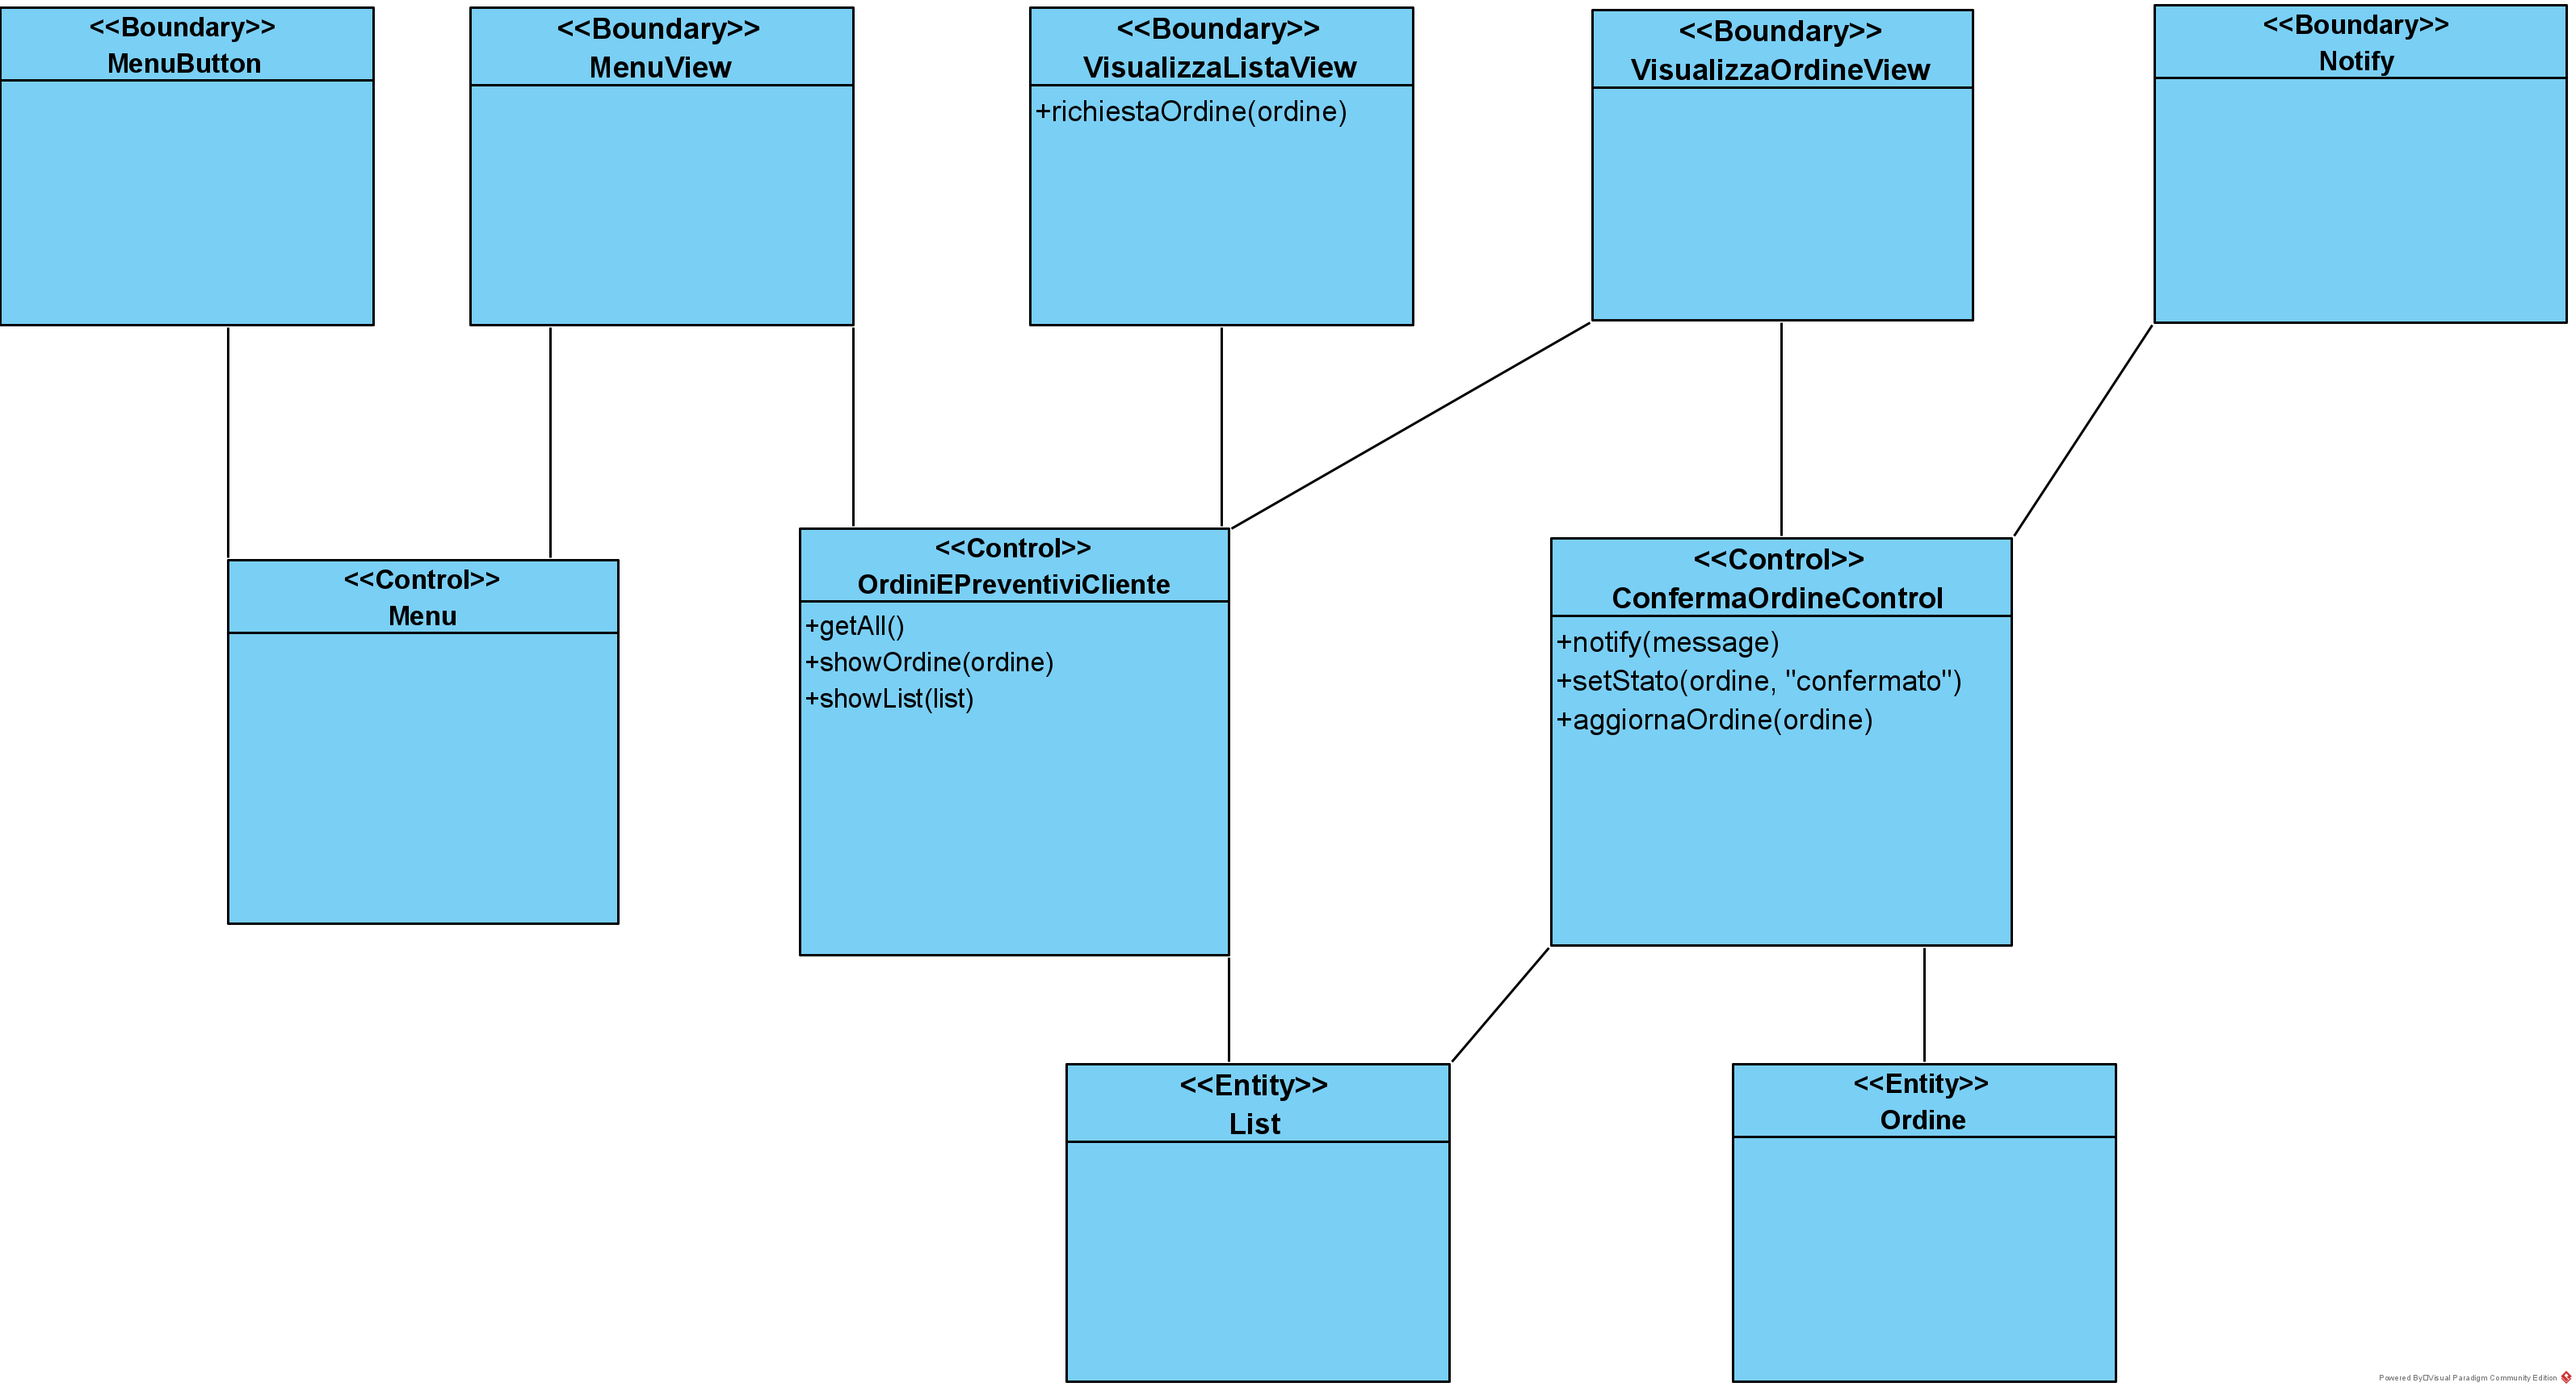 <<Boundary>>
MenuButton
<<Boundary>>
MenuView
<<Boundary>>
VisualizzaListaView
+richiestaOrdine(ordine)
<<Boundary>>
VisualizzaOrdineView
<<Boundary>>
Notify
<<Control>>
Menu
<<Control>>
OrdiniEPreventiviCliente
+getAll()
+showOrdine(ordine)
+showList(list)
<<Control>>
ConfermaOrdineControl
+notify(message)
+setStato(ordine, "confermato")
+aggiornaOrdine(ordine)
<<Entity>>
List
<<Entity>>
Ordine
Powered By Visual Paradigm Community Edition